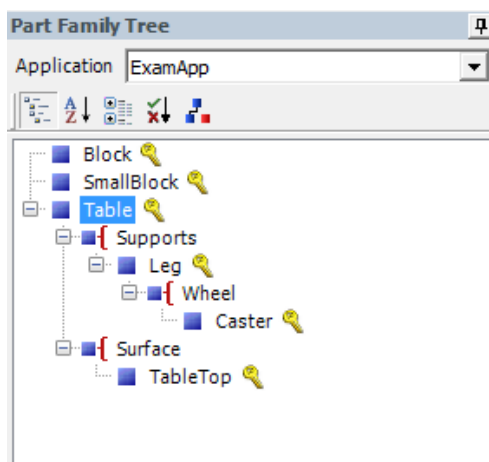 Part Family Tree
Application ExamApp
Block
SmallBlock
Table
Supports
Leg
Wheel
Caster
Surface
TableTop